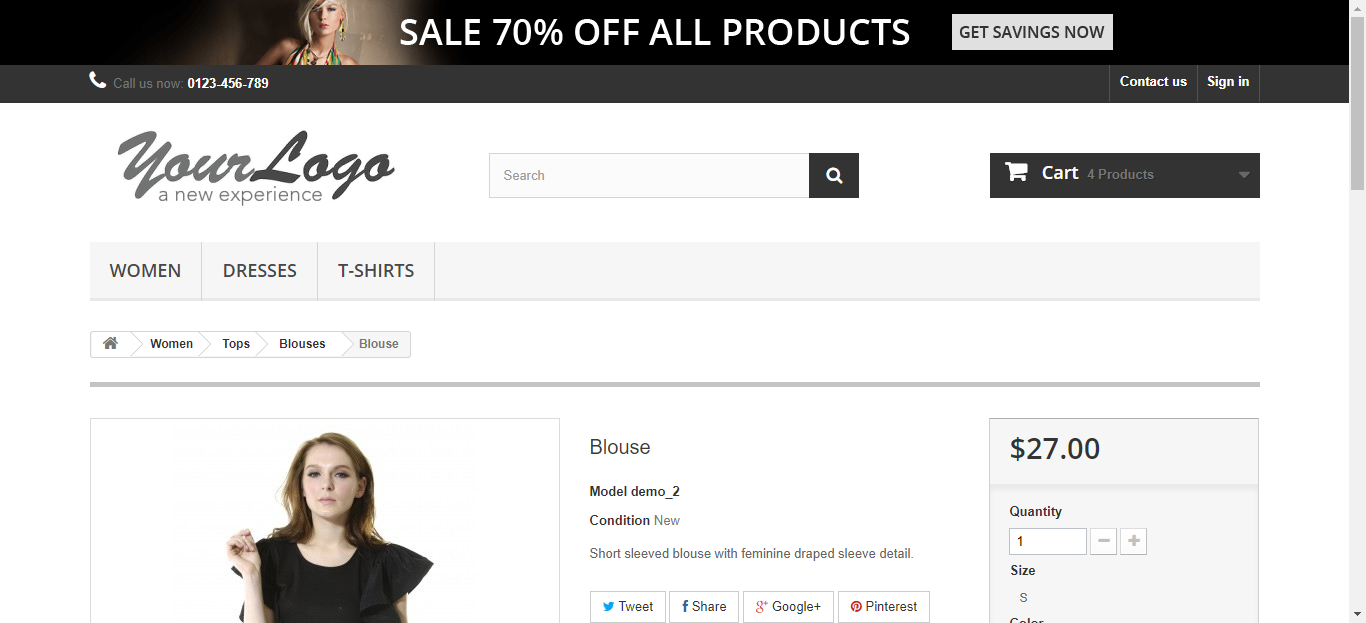 SALE 70% OFF ALL PRODUCTS GET SAVINGS NOW
Call us now: 0123-456-789 Contact us Sign in
YourLogo
a new experience
Search
Cart 4 Products
WOMEN DRESSES T-SHIRTS
Women Tops Blouses Blouse
Blouse
Model demo_2
Condition New
Short sleeved blouse with feminine draped sleeve detail.
Tweet Share Google+ Pinterest
$27.00
Quantity
1
Size
S
Color